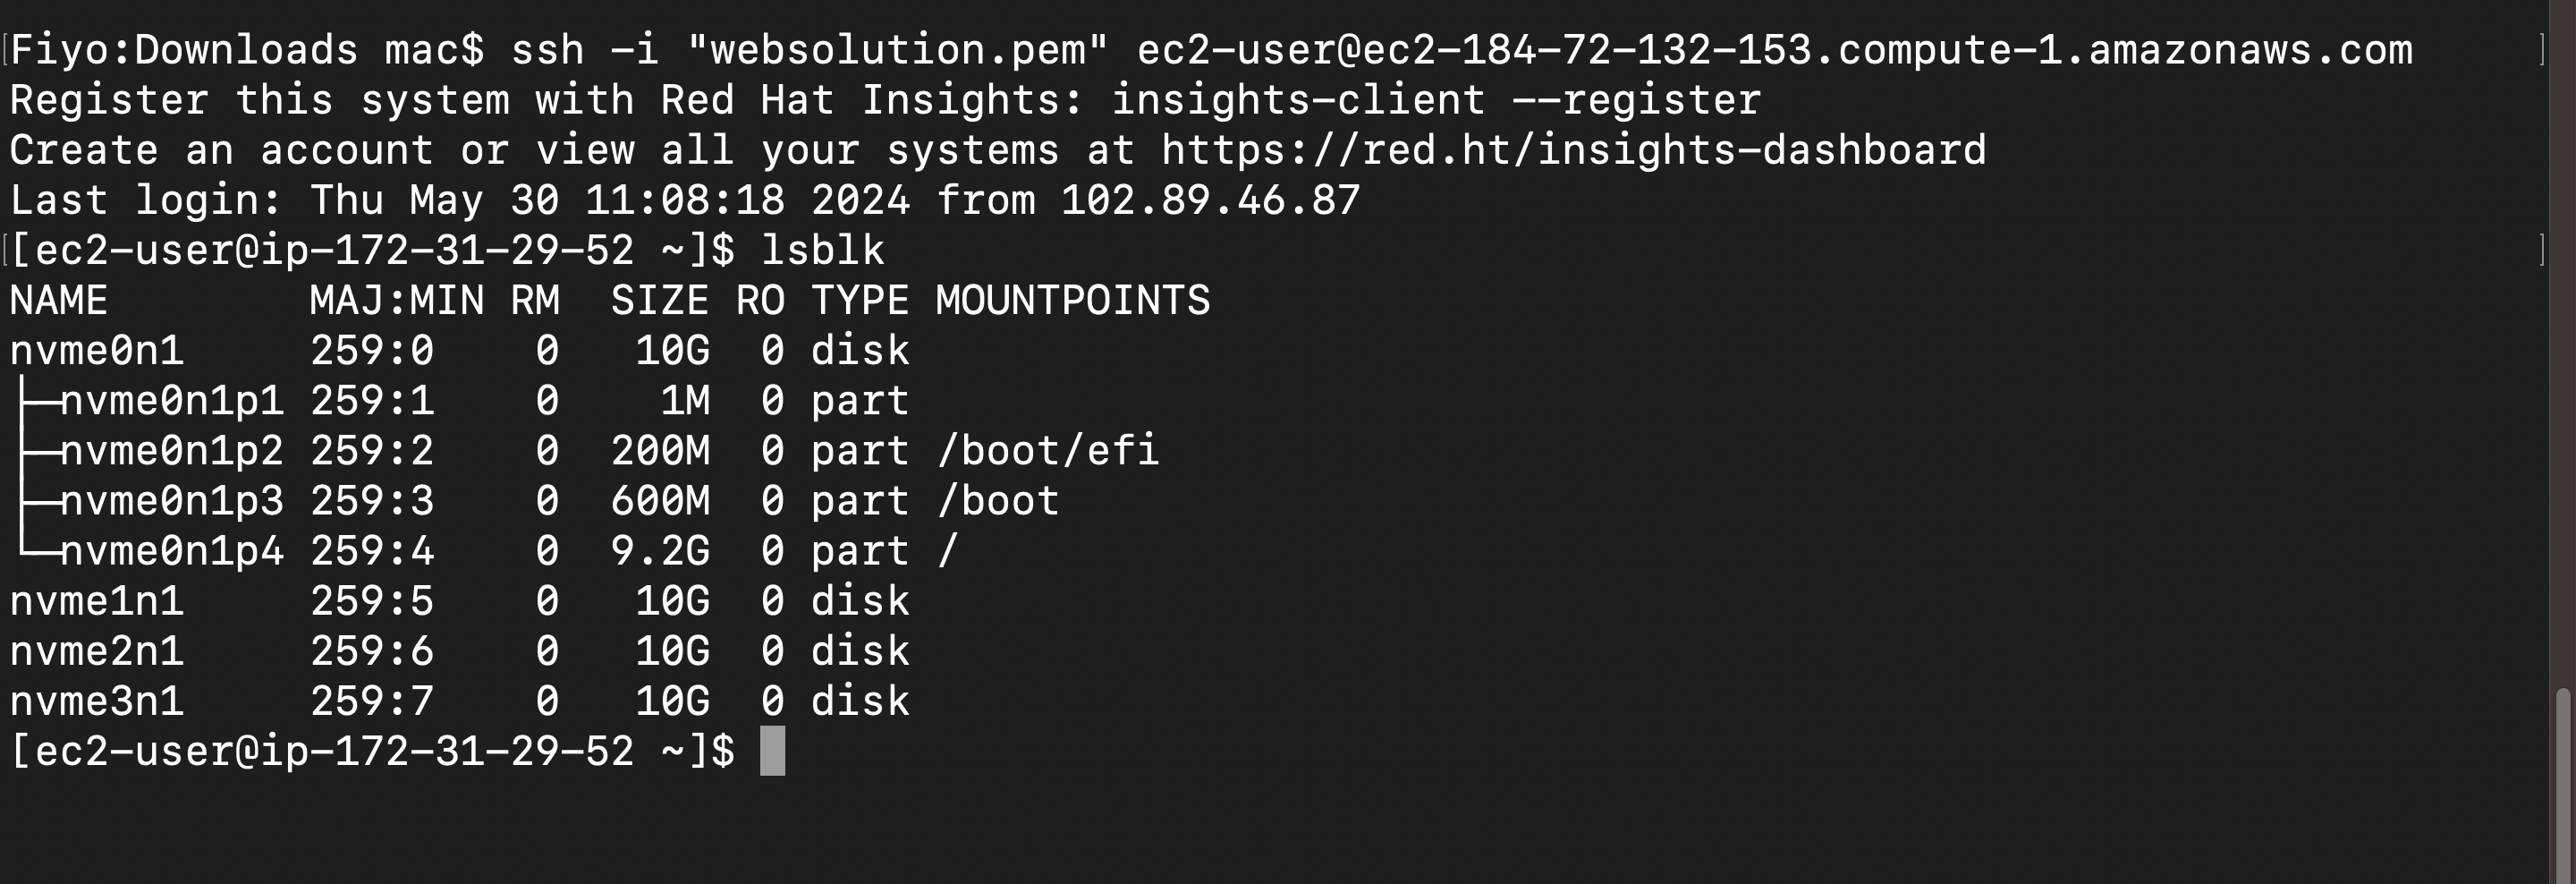 [Fiyo:Downloads mac$ ssh -i "websolution.pem" ec2-user@ec2-184-72-132-153.compute-1.amazonaws.com ]
Register this system with Red Hat Insights: insights-client --register
Create an account or view all your systems at https://red.ht/insights-dashboard
Last login: Thu May 30 11:08:18 2024 from 102.89.46.87
[[ec2-user@ip-172-31-29-52 ~]$ lsblk ]
NAME        MAJ:MIN RM  SIZE RO TYPE MOUNTPOINTS
nvme0n1     259:0    0   10G  0 disk
├─nvme0n1p1 259:1    0    1M  0 part
├─nvme0n1p2 259:2    0  200M  0 part /boot/efi
├─nvme0n1p3 259:3    0  600M  0 part /boot
└─nvme0n1p4 259:4    0  9.2G  0 part /
nvme1n1     259:5    0   10G  0 disk
nvme2n1     259:6    0   10G  0 disk
nvme3n1     259:7    0   10G  0 disk
[ec2-user@ip-172-31-29-52 ~]$